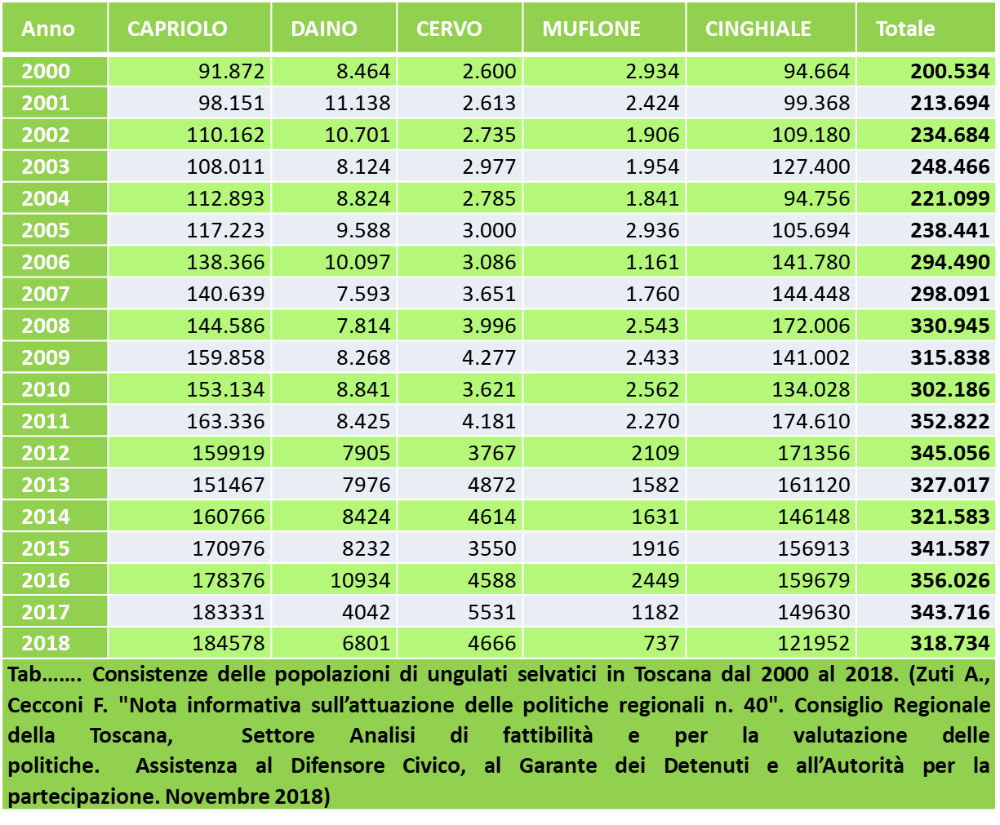 Anno CAPRIOLO DAINO CERVO MUFLONE CINGHIALE Totale
2000 91.872 8.464 2.600 2.934 94.664 200.534
2001 98.151 11.138 2.613 2.424 99.368 213.694
2002 110.162 10.701 2.735 1.906 109.180 234.684
2003 108.011 8.124 2.977 1.954 127.400 248.466
2004 112.893 8.824 2.785 1.841 94.756 221.099
2005 117.223 9.588 3.000 2.936 105.694 238.441
2006 138.366 10.097 3.086 1.161 141.780 294.490
2007 140.639 7.593 3.651 1.760 144.448 298.091
2008 144.586 7.814 3.996 2.543 172.006 330.945
2009 159.858 8.268 4.277 2.433 141.002 315.838
2010 153.134 8.841 3.621 2.562 134.028 302.186
2011 163.336 8.425 4.181 2.270 174.610 352.822
2012 159919 7905 3767 2109 171356 345.056
2013 151467 7976 4872 1582 161120 327.017
2014 160766 8424 4614 1631 146148 321.583
2015 170976 8232 3550 1916 156913 341.587
2016 178376 10934 4588 2449 159679 356.026
2017 183331 4042 5531 1182 149630 343.716
2018 184578 6801 4666 737 121952 318.734
Tab....... Consistenze delle popolazioni di ungulati selvatici in Toscana dal 2000 al 2018. (Zuti A.,
Cecconi F. "Nota informativa sull’attuazione delle politiche regionali n. 40". Consiglio Regionale
della Toscana, Settore Analisi di fattibilità e per la valutazione delle
politiche. Assistenza al Difensore Civico, al Garante dei Detenuti e all’Autorità per la
partecipazione. Novembre 2018)